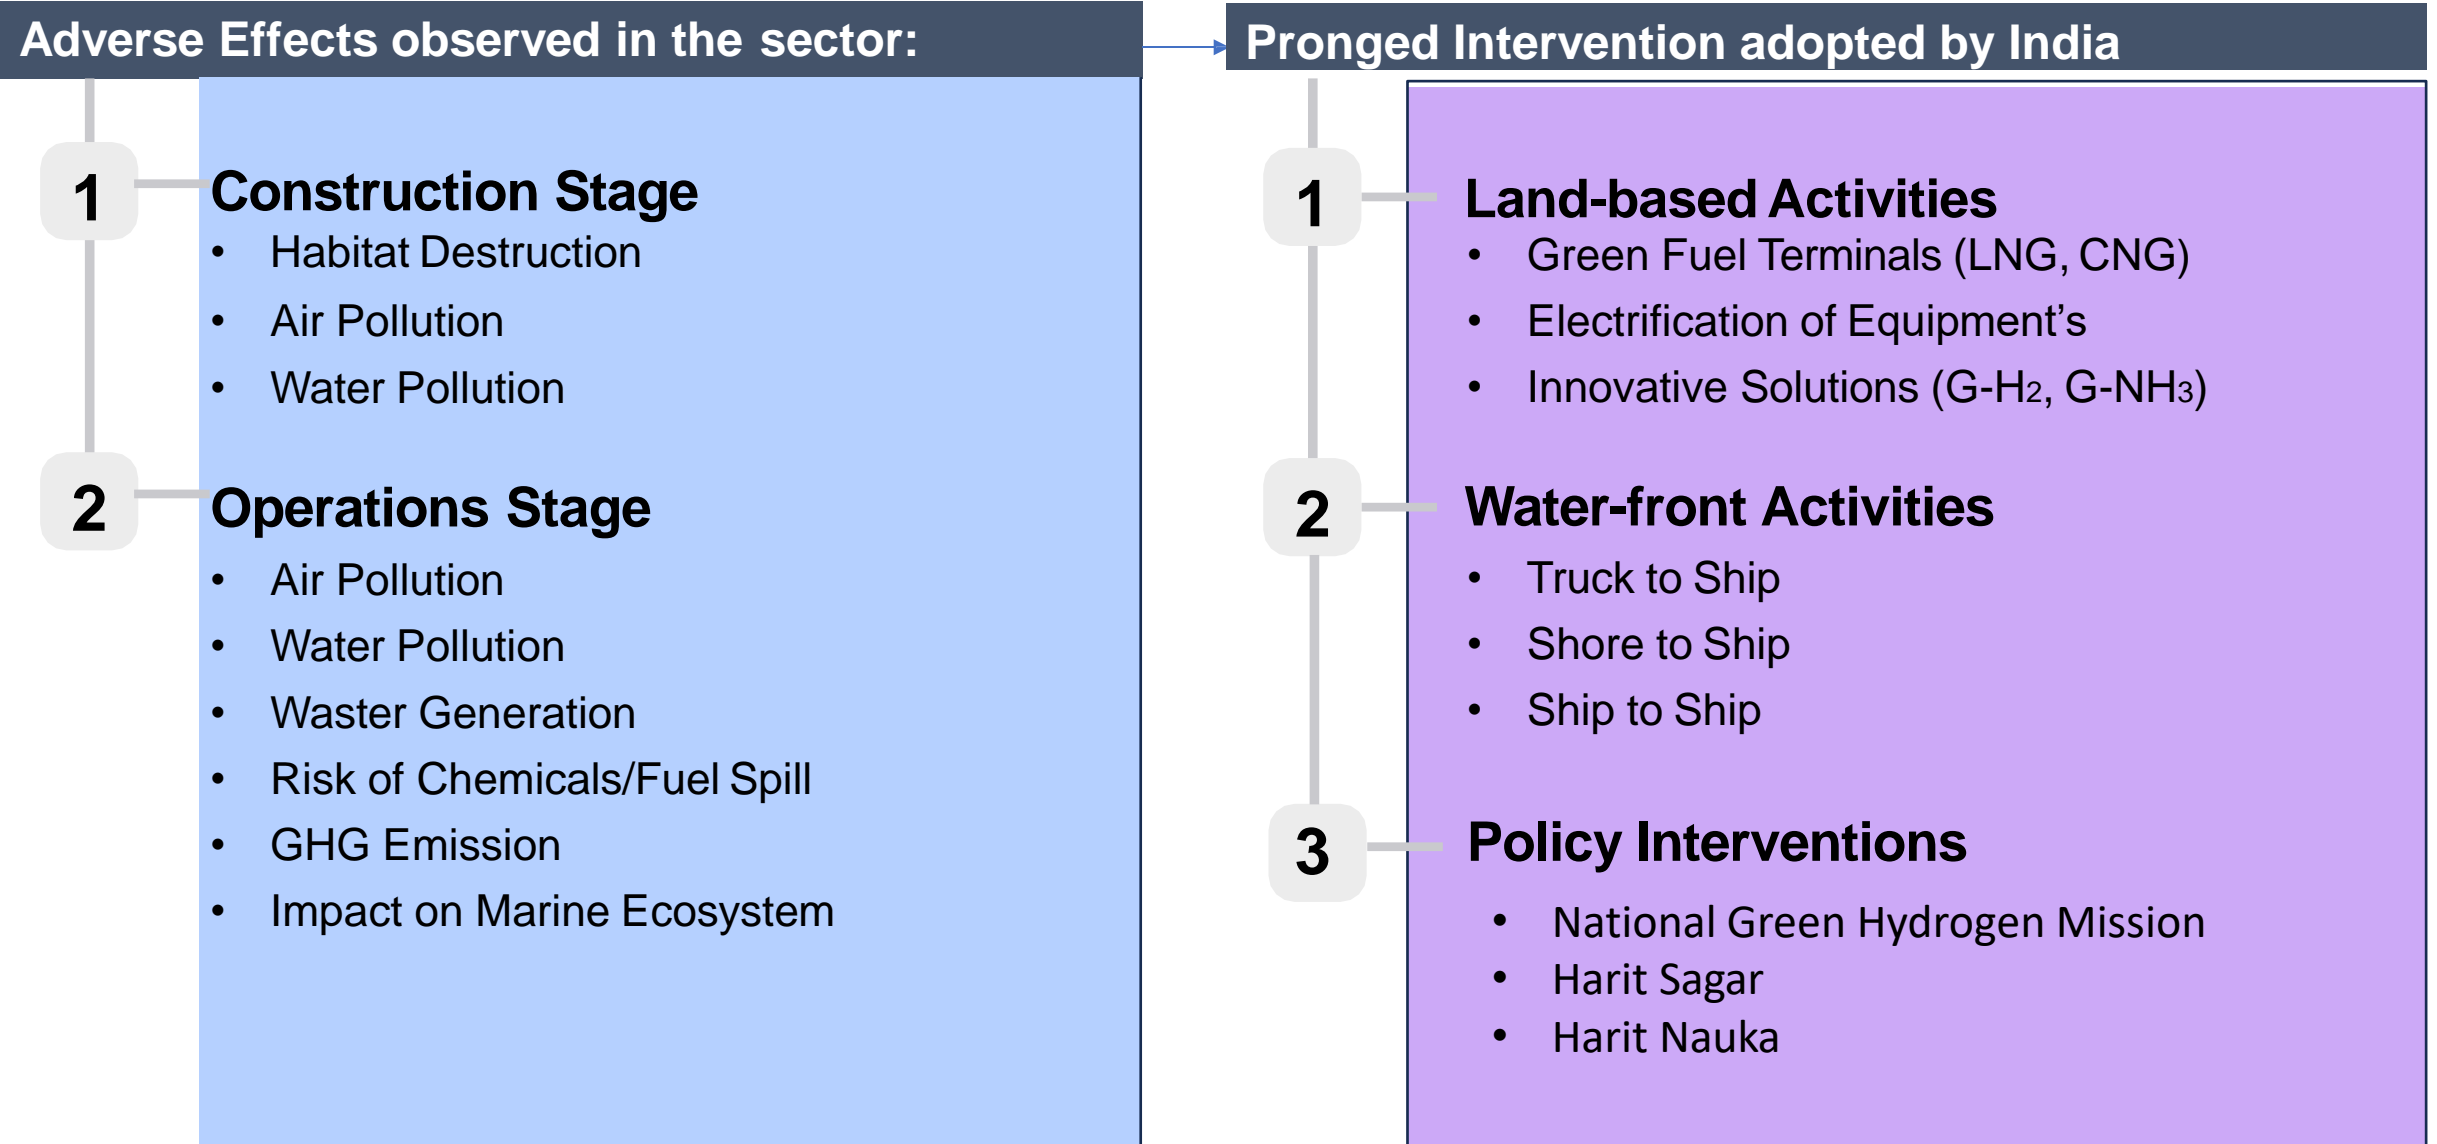 Adverse Effects observed in the sector:
1
Construction Stage
• Habitat Destruction
• Air Pollution
• Water Pollution
2
Operations Stage
• Air Pollution
• Water Pollution
• Waster Generation
• Risk of Chemicals/Fuel Spill
• GHG Emission
• Impact on Marine Ecosystem
Pronged Intervention adopted by India
1
Land-based Activities
• Green Fuel Terminals (LNG, CNG)
• Electrification of Equipment’s
• Innovative Solutions (G-H2, G-NH3)
2
Water-front Activities
• Truck to Ship
• Shore to Ship
• Ship to Ship
3
Policy Interventions
• National Green Hydrogen Mission
• Harit Sagar
• Harit Nauka